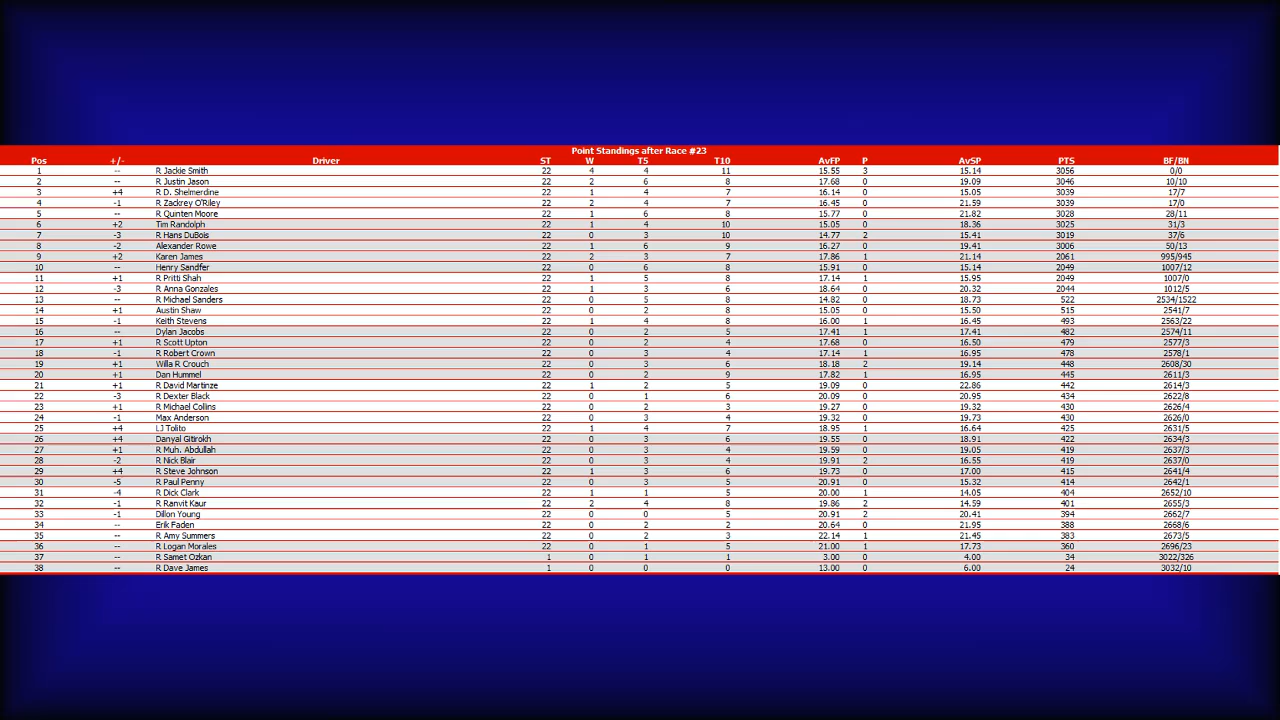 Point Standings after Race #23
Pos +/- Driver ST W T5 T10 AvFP P AvSP PTS BF/BN
1 -- R Jackie Smith 22 4 4 11 15.55 3 15.14 3056 0/0
2 -- R Justin Jason 22 2 6 8 17.68 0 19.09 3046 10/10
3 +4 R D. Shelmerdine 22 1 4 7 16.14 0 15.05 3039 17/7
4 -1 R Zackrey O'Riley 22 2 4 7 16.45 0 21.59 3039 17/0
5 -- R Quinten Moore 22 1 6 8 15.77 0 21.82 3028 28/11
6 +2 Tim Randolph 22 1 4 10 15.05 0 18.36 3025 31/3
7 -3 R Hans DuBois 22 0 3 10 14.77 2 15.41 3019 37/6
8 -2 Alexander Rowe 22 1 6 9 16.27 0 19.41 3006 50/13
9 +2 Karen James 22 2 3 7 17.86 1 21.14 2061 995/945
10 -- Henry Sandfer 22 0 6 8 15.91 0 15.14 2049 1007/12
11 +1 R Pritti Shah 22 1 5 8 17.14 1 15.95 2049 1007/0
12 -3 R Anna Gonzales 22 1 3 6 18.64 0 20.32 2044 1012/5
13 -- R Michael Sanders 22 0 5 8 14.82 0 18.73 522 2534/1522
14 +1 Austin Shaw 22 0 2 8 15.05 0 15.50 515 2541/7
15 -1 Keith Stevens 22 1 4 8 16.00 1 16.45 493 2563/22
16 -- Dylan Jacobs 22 0 2 5 17.41 1 17.41 482 2574/11
17 +1 R Scott Upton 22 0 2 4 17.68 0 16.50 479 2577/3
18 -1 R Robert Crown 22 0 3 4 17.14 1 16.95 478 2578/1
19 +1 Willa R Crouch 22 0 3 6 18.18 2 19.14 448 2608/30
20 +1 Dan Hummel 22 0 2 9 17.82 1 16.95 445 2611/3
21 +1 R David Martinze 22 1 2 5 19.09 0 22.86 442 2614/3
22 -3 R Dexter Black 22 0 1 6 20.09 0 20.95 434 2622/8
23 +1 R Michael Collins 22 0 2 3 19.27 0 19.32 430 2626/4
24 -1 Max Anderson 22 0 3 4 19.32 0 19.73 430 2626/0
25 +4 LJ Tolito 22 1 4 7 18.95 1 16.64 425 2631/5
26 +4 Danyal Gitirokh 22 0 3 6 19.55 0 18.91 422 2634/3
27 +1 R Muh. Abdullah 22 0 3 4 19.59 0 19.05 419 2637/3
28 -2 R Nick Blair 22 0 3 4 19.91 2 16.55 419 2637/0
29 +4 R Steve Johnson 22 1 3 6 19.73 0 17.00 415 2641/4
30 -5 R Paul Penny 22 0 2 5 20.91 0 15.32 414 2642/1
31 -4 R Dick Clark 22 1 1 5 20.00 1 14.05 404 2652/10
32 -1 R Ranvit Kaur 22 2 4 8 19.86 2 14.59 401 2655/3
33 -1 Dillon Young 22 0 0 5 20.91 2 20.41 394 2662/7
34 -- Erik Faden 22 0 2 2 20.64 0 21.95 388 2668/6
35 -- R Amy Summers 22 0 2 3 22.14 1 21.45 383 2673/5
36 -- R Logan Morales 22 0 1 5 21.00 1 17.73 360 2696/23
37 -- R Samet Ozkan 1 0 1 1 3.00 0 4.00 34 3022/326
38 -- R Dave James 1 0 0 0 13.00 0 6.00 24 3032/10